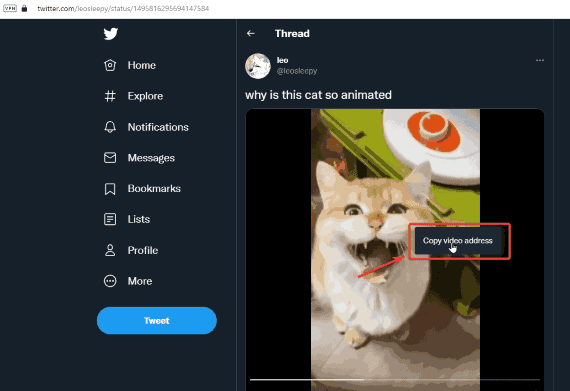 VPN
twitter.com/leosleepy/status/1495816295694147584
Home
Explore
Notifications
Messages
Bookmarks
Lists
Profile
More
Tweet
Thread
leo
@leosleepy
why is this cat so animated
Copy video address